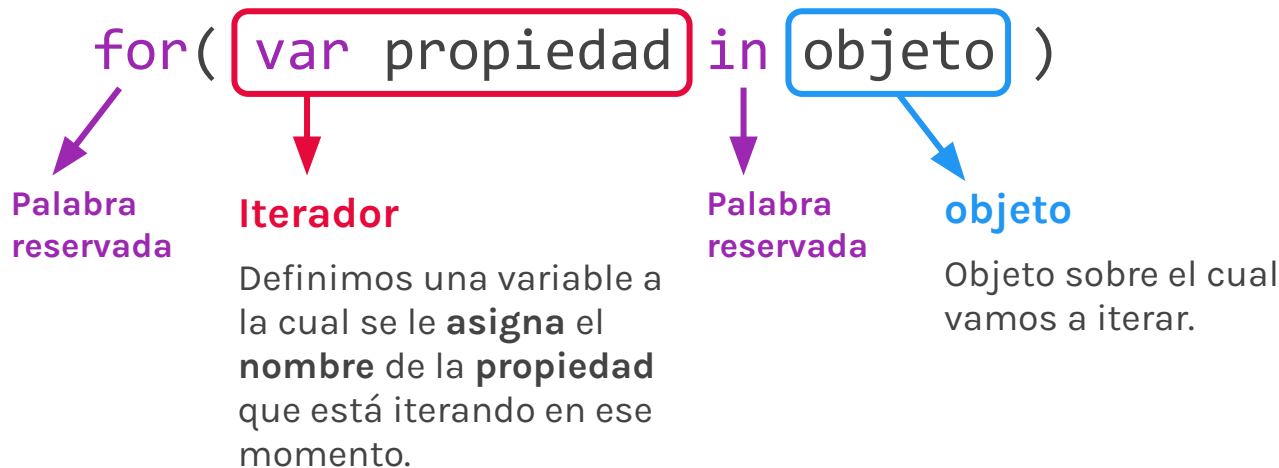 for( var propiedad in objeto )
Palabra
reservada
Iterador
Definimos una variable a
la cual se le asigna el
nombre de la propiedad
que está iterando en ese
momento.
Palabra
reservada
objeto
Objeto sobre el cual
vamos a iterar.